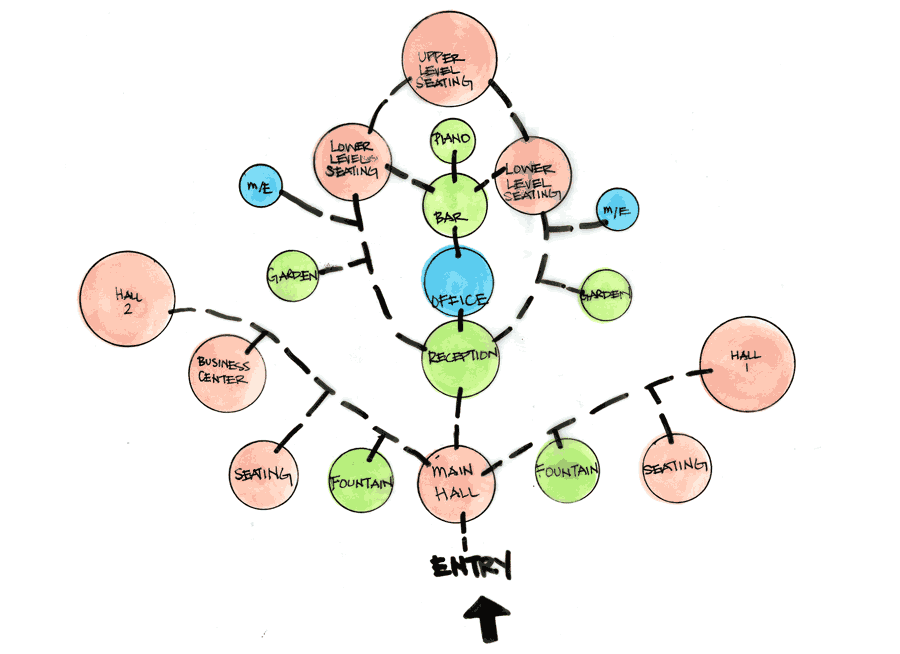 UPPER
LEVEL
SEATING
PIANO
LOWER
LEVEL
SEATING
LOWER
LEVEL
SEATING
M/E
BAR
M/E
GARDEN
OFFICE
GARDEN
HALL
2
RECEPTION
BUSINESS
CENTER
HALL
1
SEATING
FOUNTAIN
MAIN
HALL
FOUNTAIN
SEATING
ENTRY